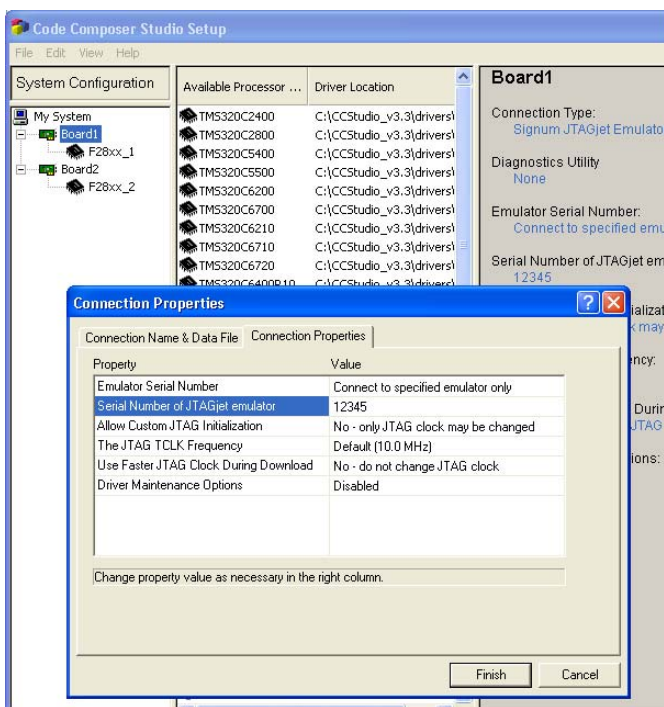 Code Composer Studio Setup
File Edit View Help
System Configuration
My System
Board1
F28xx_1
Board2
F28xx_2
Available Processor ... Driver Location
TMS320C2400 C:\CCStudio_v3.3\drivers\
TMS320C2800 C:\CCStudio_v3.3\drivers\
TMS320C5400 C:\CCStudio_v3.3\drivers\
TMS320C5500 C:\CCStudio_v3.3\drivers\
TMS320C6200 C:\CCStudio_v3.3\drivers\
TMS320C6700 C:\CCStudio_v3.3\drivers\
TMS320C6210 C:\CCStudio_v3.3\drivers\
TMS320C6710 C:\CCStudio_v3.3\drivers\
TMS320C6720 C:\CCStudio_v3.3\drivers\
TMS320C6400R10 C:\CCStudio_v3.3\drivers\
Board1
Connection Type:
Signum JTAGjet Emulato
Diagnostics Utility
None
Emulator Serial Number:
Connect to specified emu
Serial Number of JTAGjet em
12345
ializat
k may
ncy:
Durin
JTAG
ions:
Connection Properties
Connection Name & Data File Connection Properties
Property Value
Emulator Serial Number Connect to specified emulator only
Serial Number of JTAGjet emulator 12345
Allow Custom JTAG Initialization No - only JTAG clock may be changed
The JTAG TCLK Frequency Default (10.0 MHz)
Use Faster JTAG Clock During Download No - do not change JTAG clock
Driver Maintenance Options Disabled
Change property value as necessary in the right column.
Finish Cancel